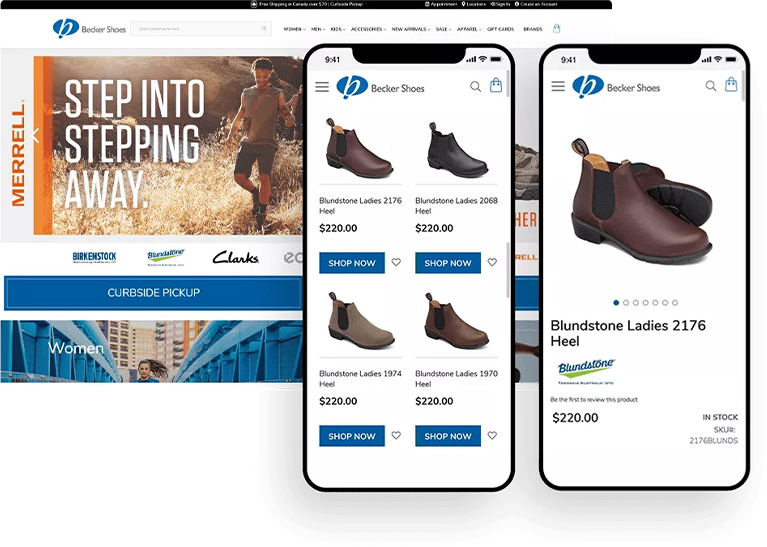 Free Shipping in Canada over $70 | Curbside Pickup
Appointment
Locations
Sign In
Create an Account
Becker Shoes
WOMEN
MEN
KIDS
ACCESSORIES
NEW ARRIVALS
SALE
APPAREL
GIFT CARDS
BRANDS
MERRELL
STEP INTO
STEPPING
AWAY.
HER
BIRKENSTOCK
Blundstone
Clarks
ec
RELL
CURBSIDE PICKUP
Women
9:41
b Becker Shoes
Blundstone Ladies 2176
Heel
$220.00
SHOP NOW
Blundstone Ladies 2068
Heel
$220.00
SHOP NOW
Blundstone Ladies 1974
Heel
$220.00
SHOP NOW
Blundstone Ladies 1970
Heel
$220.00
SHOP NOW
9:41
b Becker Shoes
Blundstone Ladies 2176
Heel
Blundstone
TASMANIA AUSTRALIA 1870
Be the first to review this product
$220.00
IN STOCK
SKU#:
2176BLUNDS